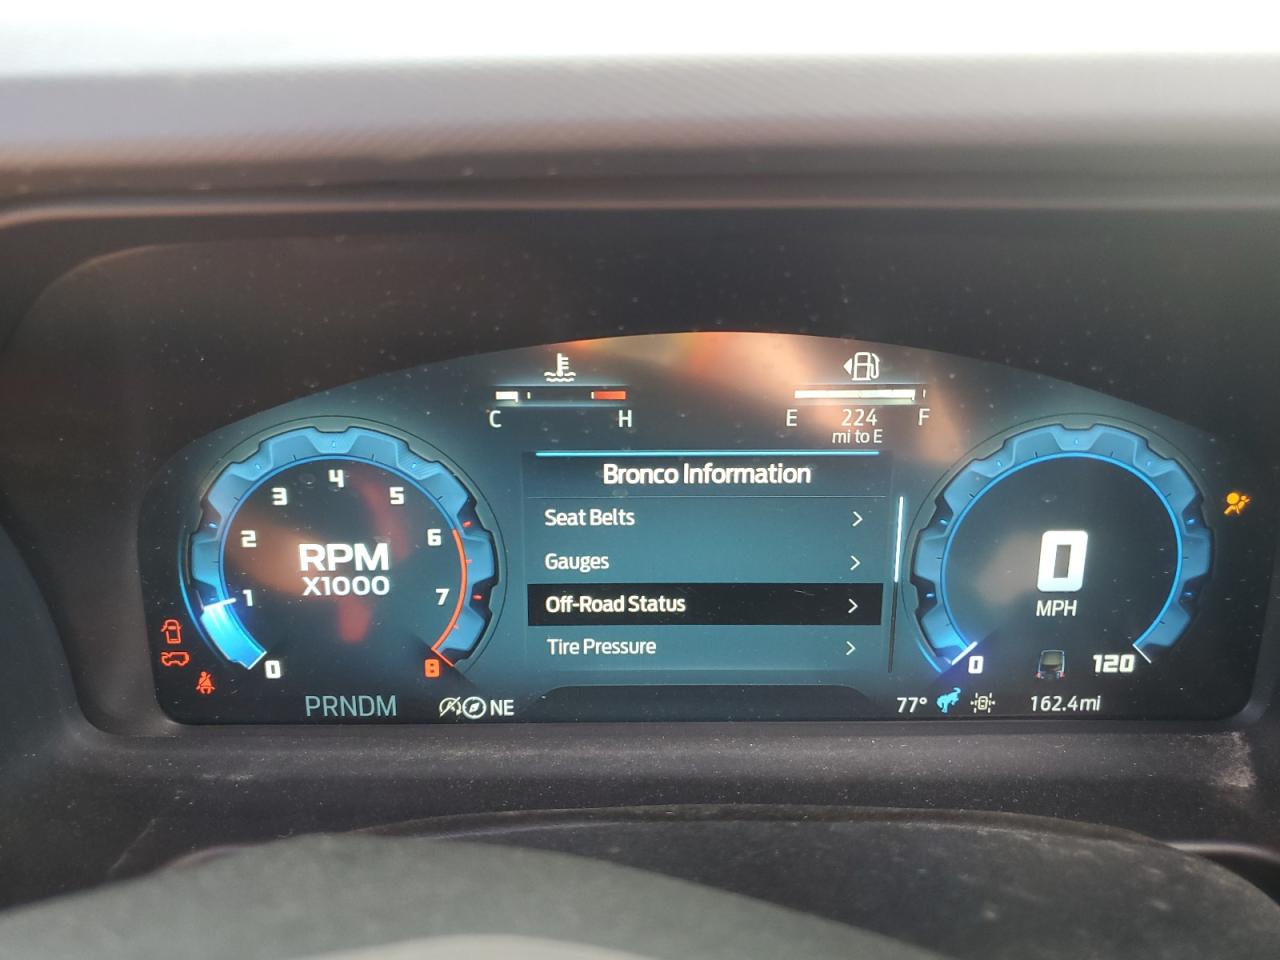 C
H
E
224
F
mi to E
Bronco Information
Seat Belts
Gauges
Off-Road Status
Tire Pressure
0
1
2
3
4
5
6
7
8
RPM
X1000
0
MPH
0
120
PRNDM
NE
77°
162.4mi